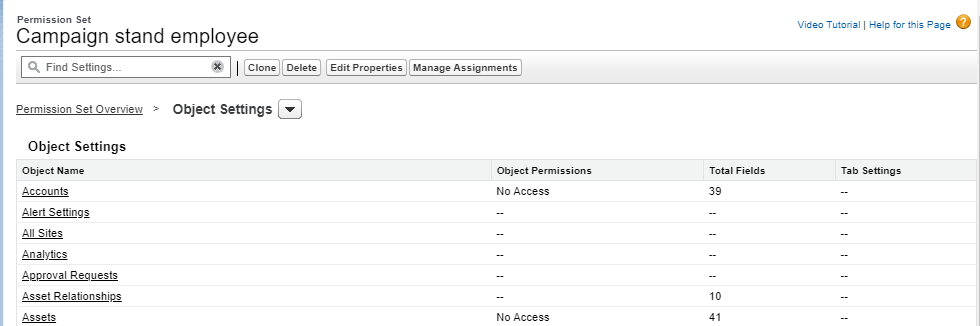 Permission Set
Campaign stand employee
Video Tutorial | Help for this Page ?
Find Settings... | Clone Delete Edit Properties Manage Assignments
Permission Set Overview > Object Settings
Object Settings
Object Name Object Permissions Total Fields Tab Settings
Accounts No Access 39 --
Alert Settings -- -- --
All Sites -- -- --
Analytics -- -- --
Approval Requests -- -- --
Asset Relationships -- 10 --
Assets No Access 41 --